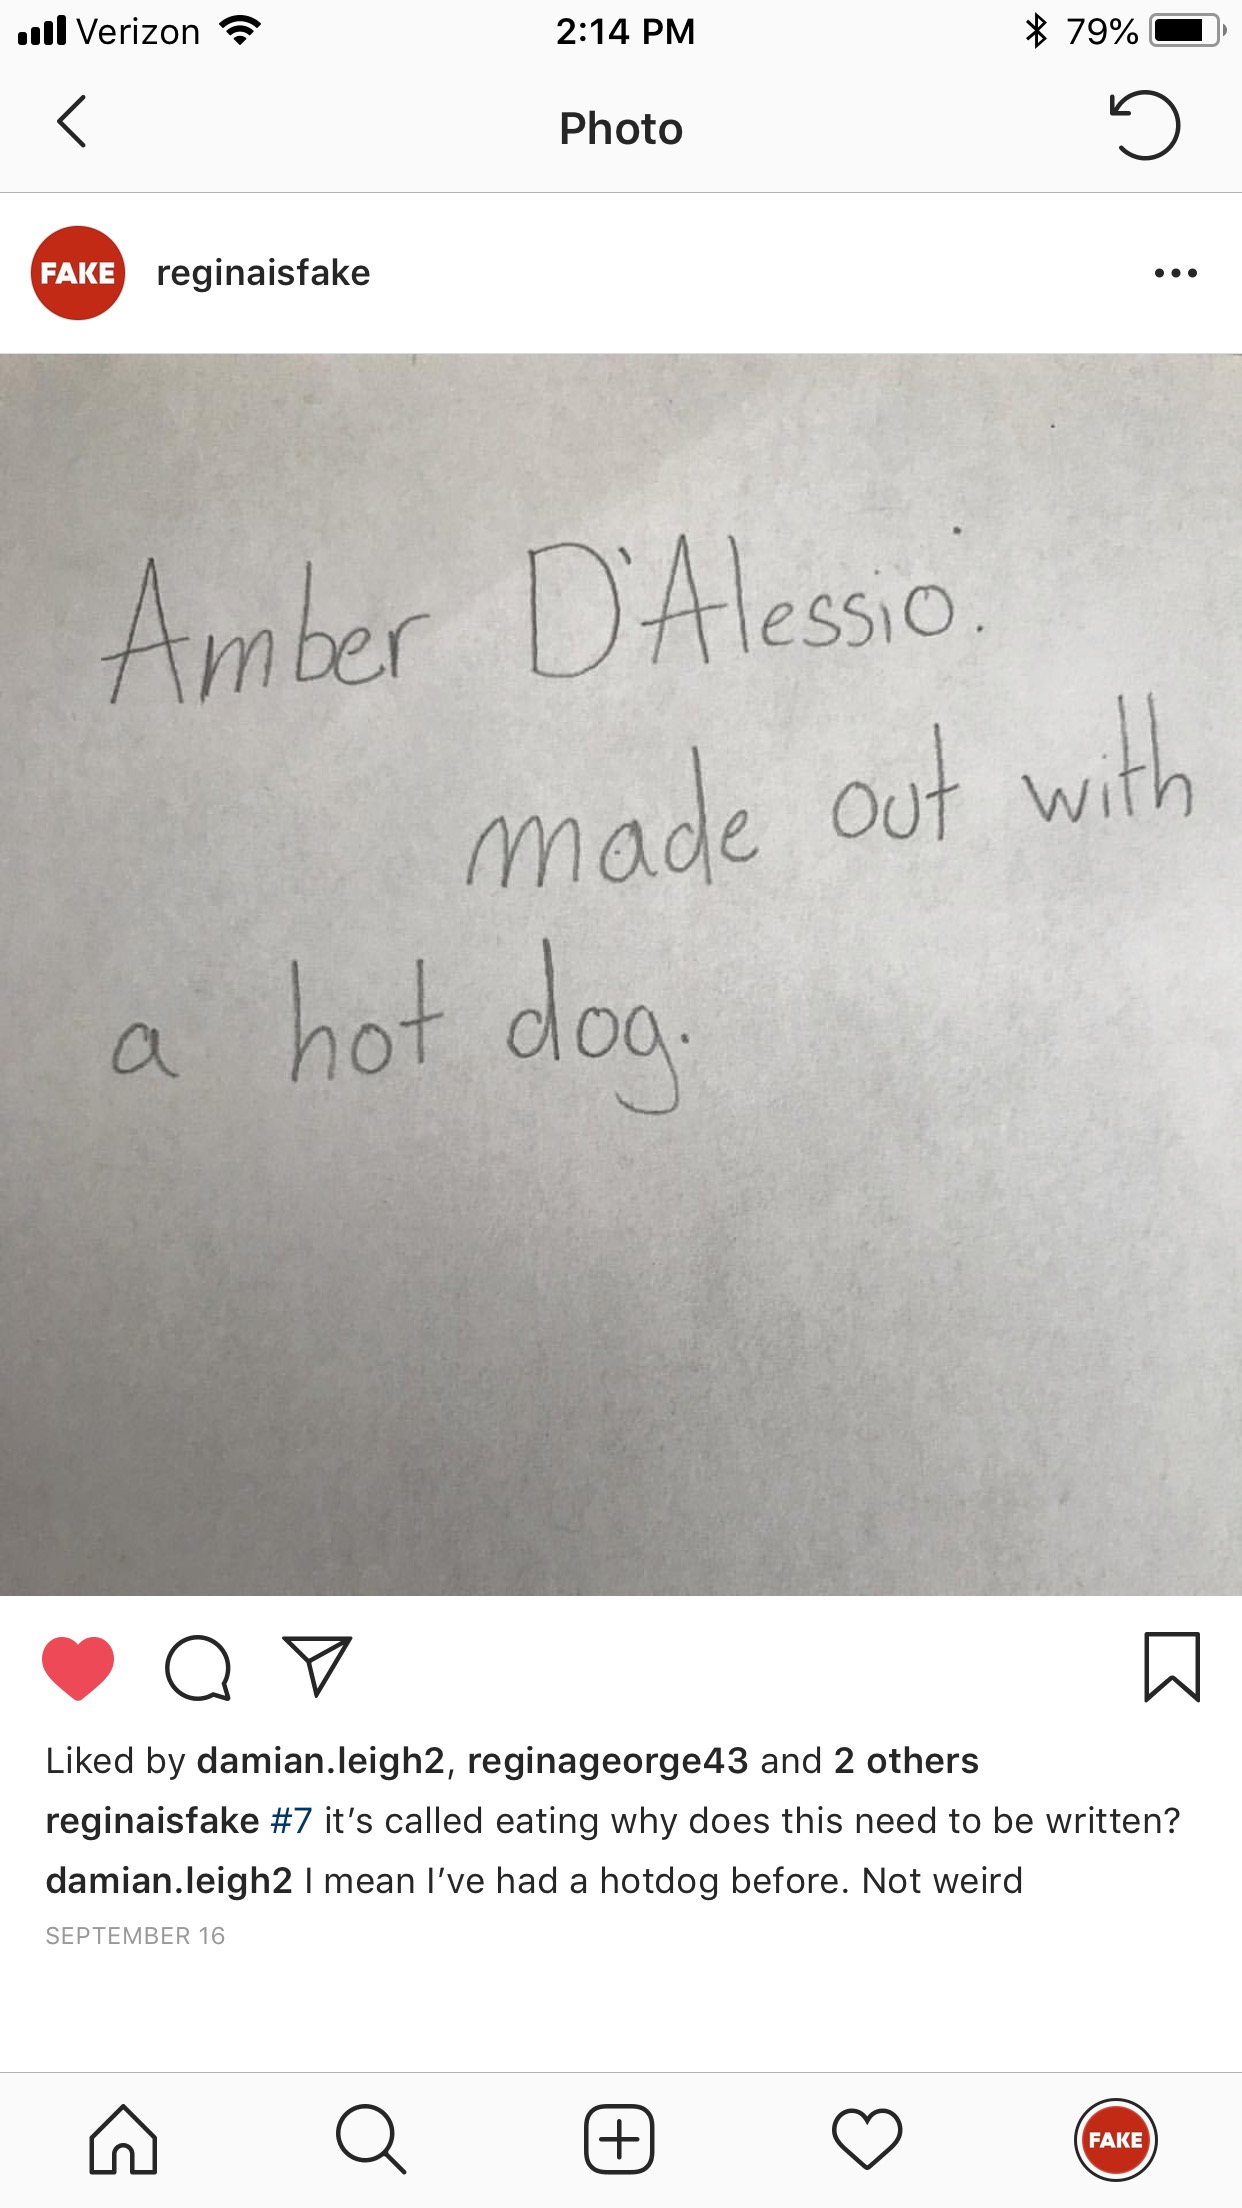 Verizon 2:14 PM 79%
Photo
FAKE reginaisfake
Amber D'Alessio.
made out with
a hot dog.
Liked by damian.leigh2, reginageorge43 and 2 others
reginaisfake #7 it's called eating why does this need to be written?
damian.leigh2 I mean I've had a hotdog before. Not weird
SEPTEMBER 16
FAKE